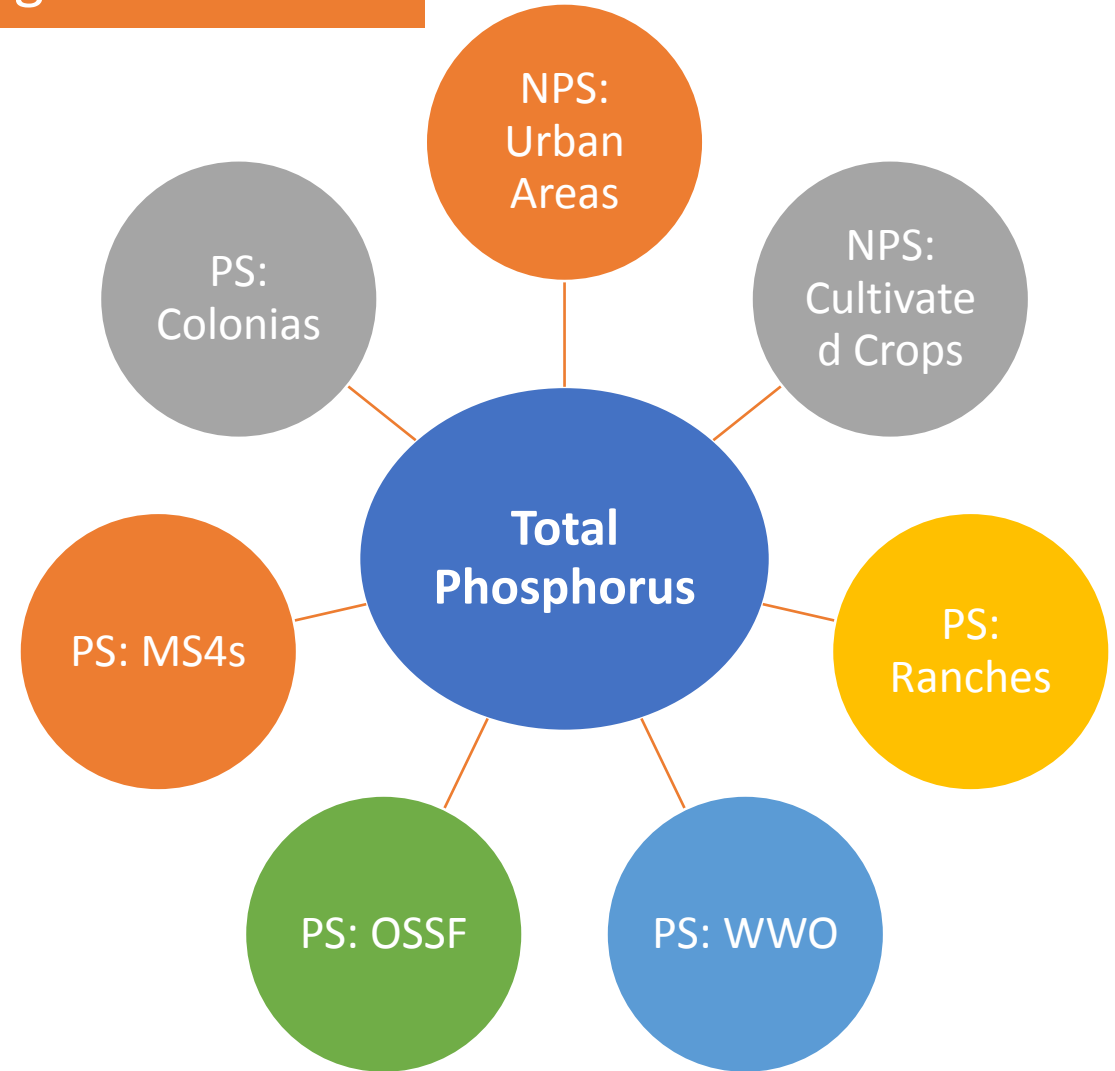 NPS:
Urban
Areas
NPS:
Cultivate
d Crops
PS:
Ranches
PS: WWO
PS: OSSF
PS: MS4s
PS:
Colonias
Total
Phosphorus